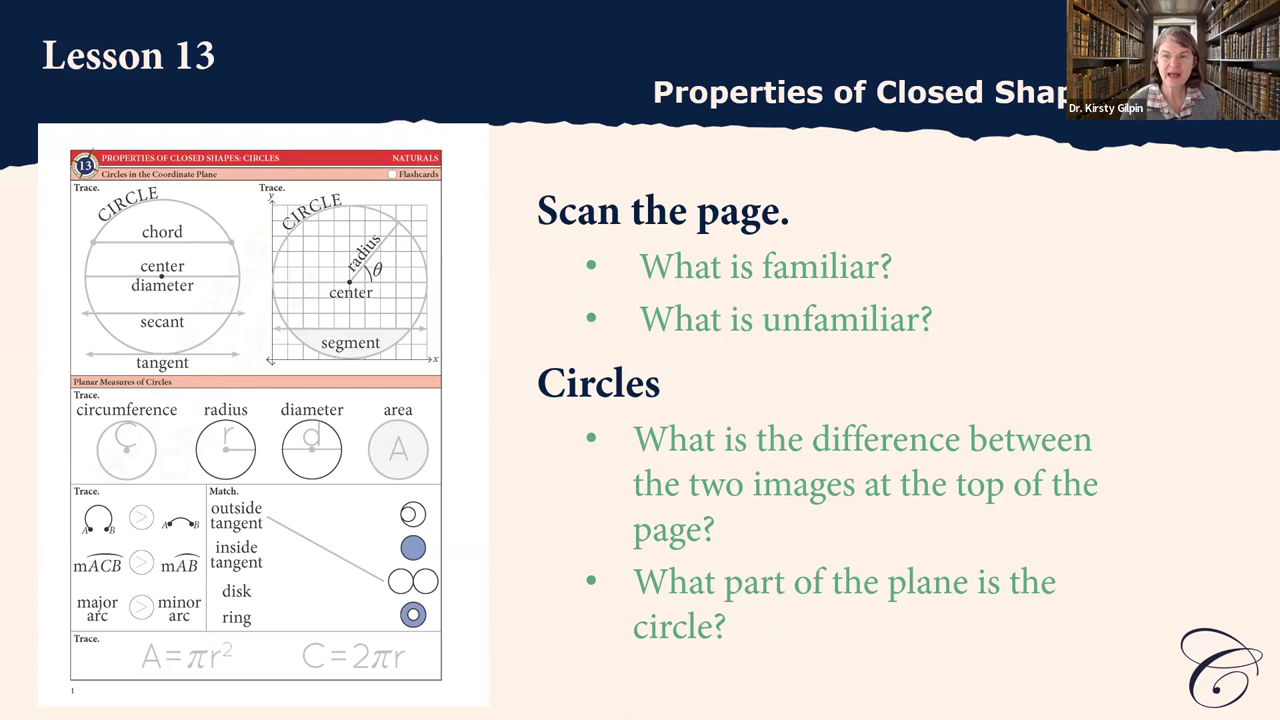 Lesson 13
Properties of Closed Shap
Dr. Kirsty Gilpin
13 PROPERTIES OF CLOSED SHAPES: CIRCLES NATURALS
Circles in the Coordinate Plane Flashcards
Trace.
CIRCLE
chord
center
diameter
secant
tangent
Trace.
y
CIRCLE
radius
θ
center
segment
x
Planar Measures of Circles
Trace.
circumference radius diameter area
C r d A
Trace.
A B > A B
mACB > mAB
major
arc
>
minor
arc
Match.
outside
tangent
inside
tangent
disk
ring
Trace.
A=πr² C=2πr
1
Scan the page.
• What is familiar?
• What is unfamiliar?
Circles
• What is the difference between
the two images at the top of the
page?
• What part of the plane is the
circle?
C